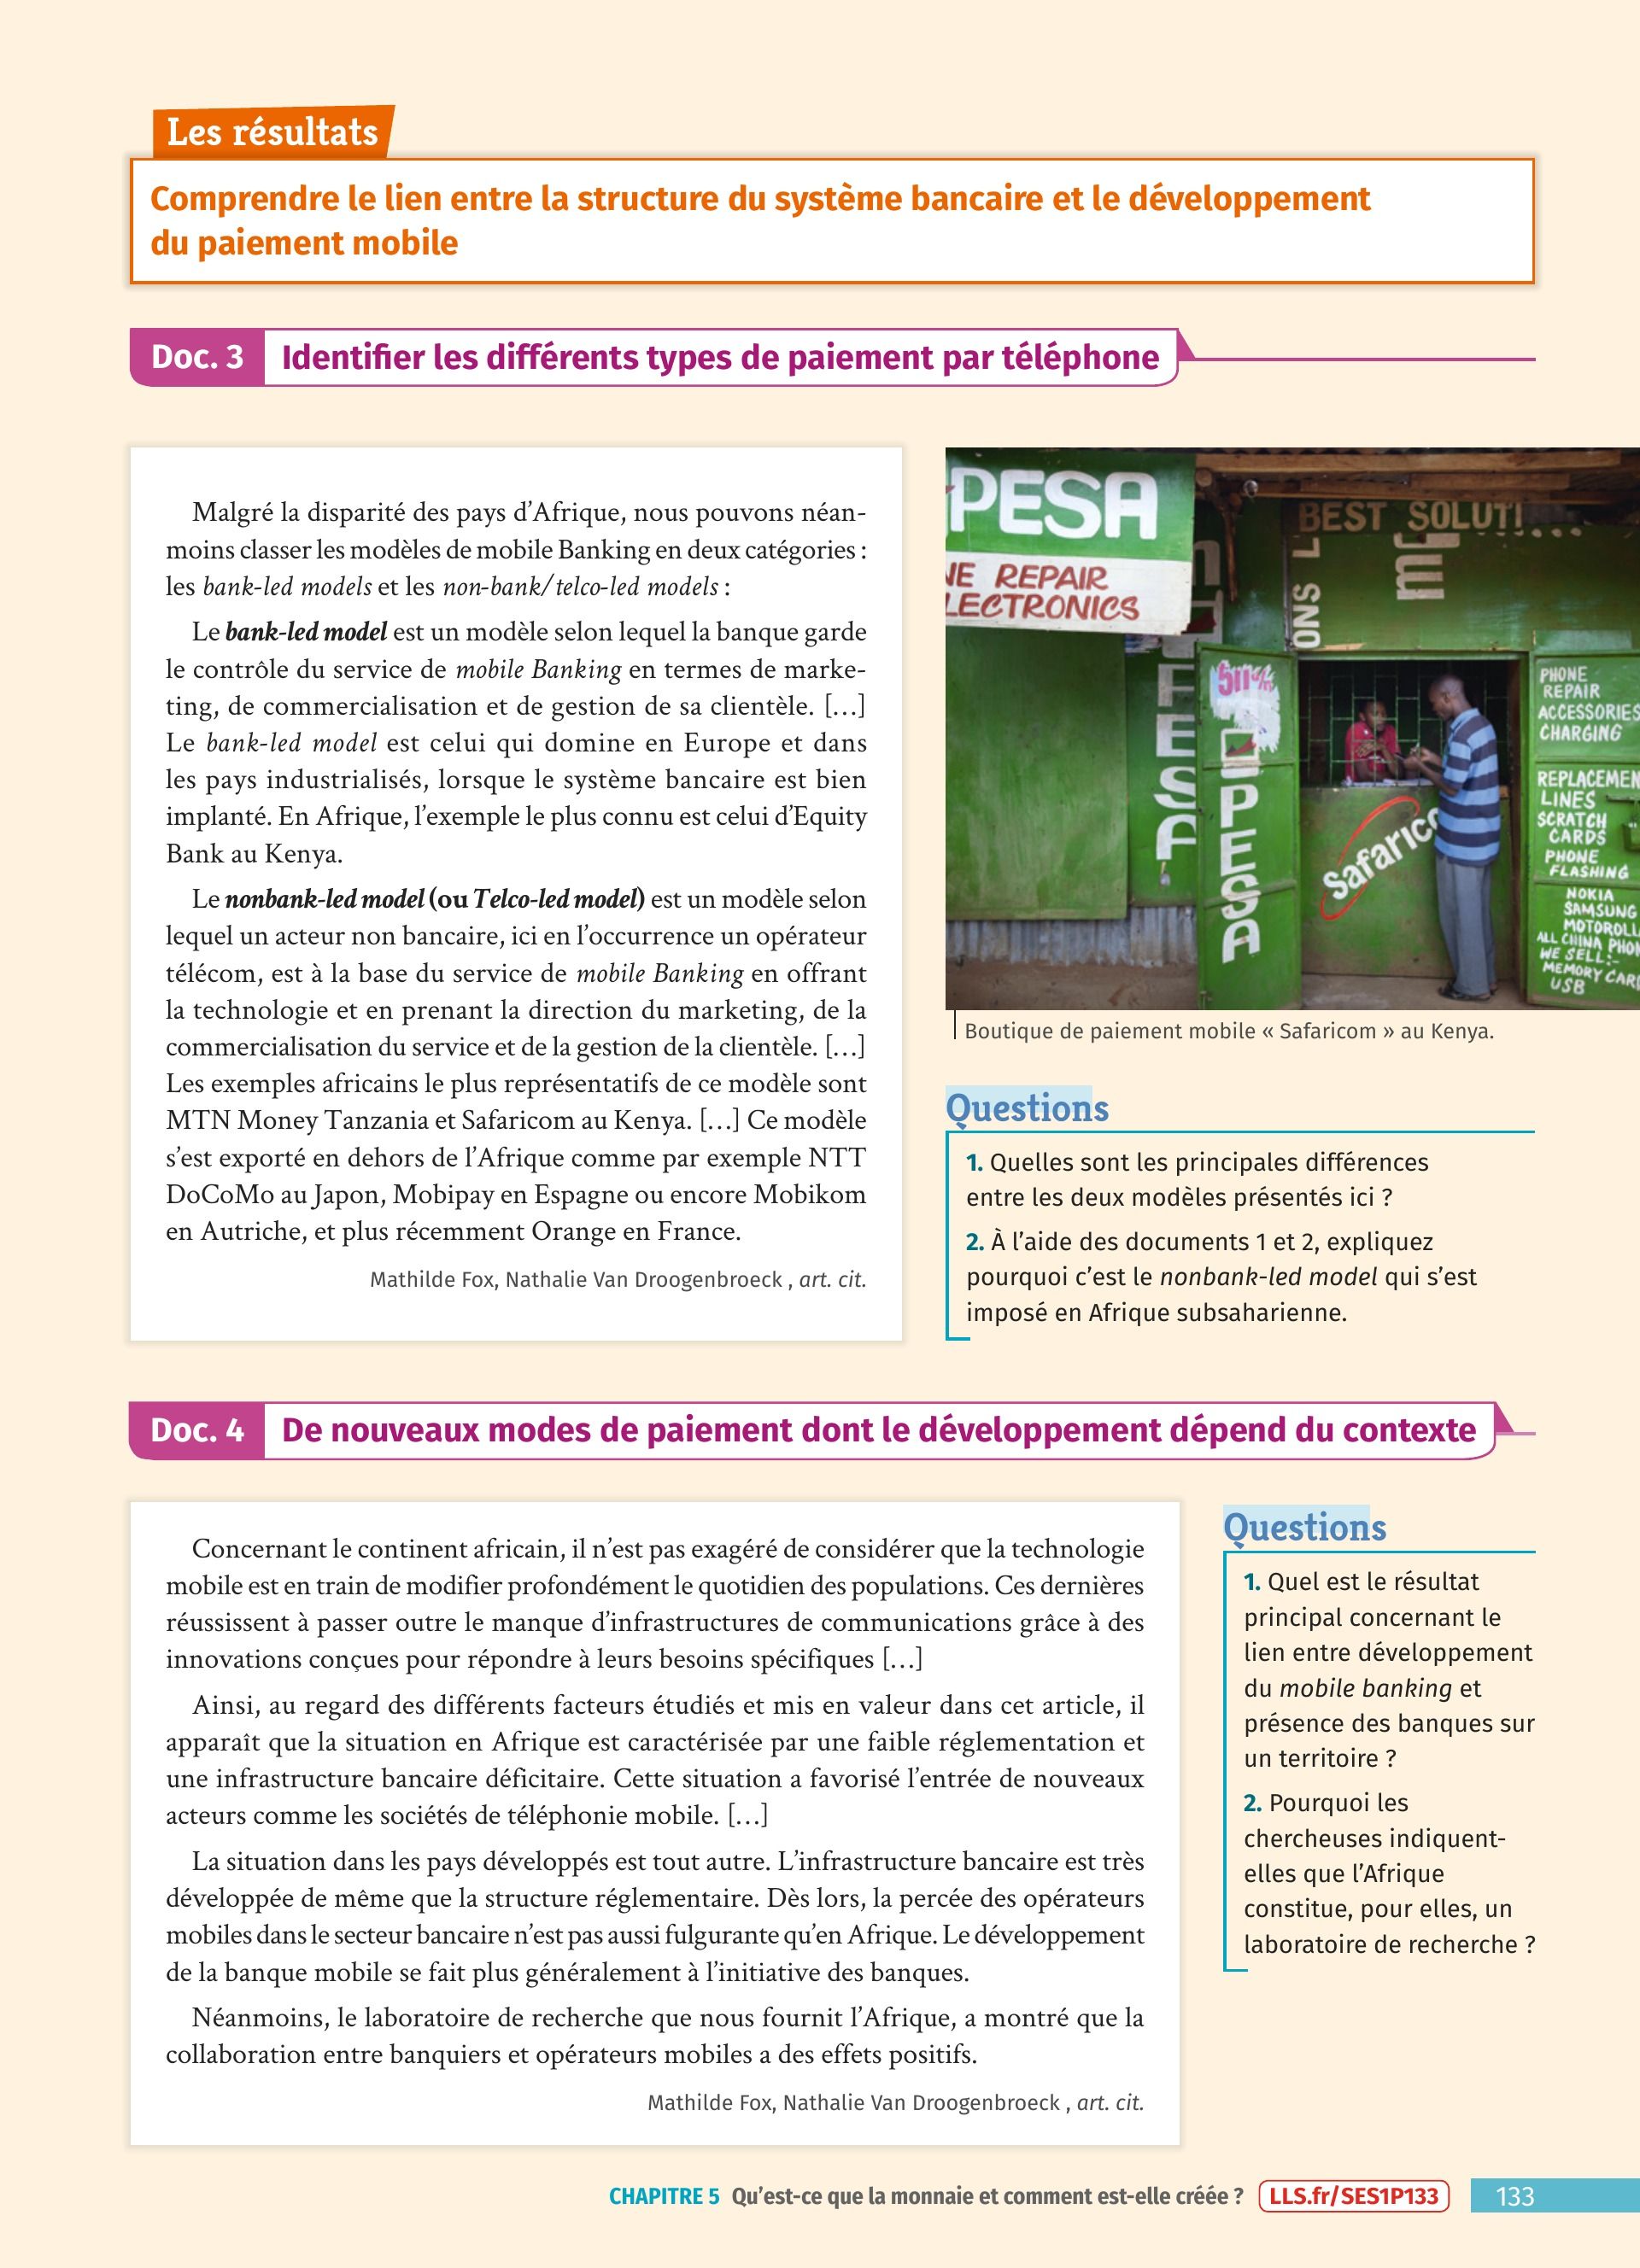 Les résultats
Comprendre le lien entre la structure du système bancaire et le développement
du paiement mobile
Doc. 3 Identifier les différents types de paiement par téléphone
Malgré la disparité des pays d’Afrique, nous pouvons néan-
moins classer les modèles de mobile Banking en deux catégories :
les bank-led models et les non-bank/telco-led models :
Le bank-led model est un modèle selon lequel la banque garde
le contrôle du service de mobile Banking en termes de marke-
ting, de commercialisation et de gestion de sa clientèle. […]
Le bank-led model est celui qui domine en Europe et dans
les pays industrialisés, lorsque le système bancaire est bien
implanté. En Afrique, l’exemple le plus connu est celui d’Equity
Bank au Kenya.
Le nonbank-led model (ou Telco-led model) est un modèle selon
lequel un acteur non bancaire, ici en l’occurrence un opérateur
télécom, est à la base du service de mobile Banking en offrant
la technologie et en prenant la direction du marketing, de la
commercialisation du service et de la gestion de la clientèle. […]
Les exemples africains le plus représentatifs de ce modèle sont
MTN Money Tanzania et Safaricom au Kenya. […] Ce modèle
s’est exporté en dehors de l’Afrique comme par exemple NTT
DoCoMo au Japon, Mobipay en Espagne ou encore Mobikom
en Autriche, et plus récemment Orange en France.
Mathilde Fox, Nathalie Van Droogenbroeck , art. cit.
PESA
NE REPAIR
LECTRONICS
BEST SOLUTI
ONS
PESA
PESA
Safarico
PHONE
REPAIR
ACCESSORIES
CHARGING
REPLACEMEN
LINES
SCRATCH
CARDS
PHONE
FLASHING
NOKIA
SAMSUNG
MOTOROLL
ALL CHINA PHON
WE SELL:-
MEMORY CARD
USB
Boutique de paiement mobile « Safaricom » au Kenya.
Questions
1. Quelles sont les principales différences
entre les deux modèles présentés ici ?
2. À l’aide des documents 1 et 2, expliquez
pourquoi c’est le nonbank-led model qui s’est
imposé en Afrique subsaharienne.
Doc. 4 De nouveaux modes de paiement dont le développement dépend du contexte
Concernant le continent africain, il n’est pas exagéré de considérer que la technologie
mobile est en train de modifier profondément le quotidien des populations. Ces dernières
réussissent à passer outre le manque d’infrastructures de communications grâce à des
innovations conçues pour répondre à leurs besoins spécifiques […]
Ainsi, au regard des différents facteurs étudiés et mis en valeur dans cet article, il
apparaît que la situation en Afrique est caractérisée par une faible réglementation et
une infrastructure bancaire déficitaire. Cette situation a favorisé l’entrée de nouveaux
acteurs comme les sociétés de téléphonie mobile. […]
La situation dans les pays développés est tout autre. L’infrastructure bancaire est très
développée de même que la structure réglementaire. Dès lors, la percée des opérateurs
mobiles dans le secteur bancaire n’est pas aussi fulgurante qu’en Afrique. Le développement
de la banque mobile se fait plus généralement à l’initiative des banques.
Néanmoins, le laboratoire de recherche que nous fournit l’Afrique, a montré que la
collaboration entre banquiers et opérateurs mobiles a des effets positifs.
Mathilde Fox, Nathalie Van Droogenbroeck , art. cit.
Questions
1. Quel est le résultat
principal concernant le
lien entre développement
du mobile banking et
présence des banques sur
un territoire ?
2. Pourquoi les
chercheuses indiquent-
elles que l’Afrique
constitue, pour elles, un
laboratoire de recherche ?
CHAPITRE 5 Qu’est-ce que la monnaie et comment est-elle créée ? LLS.fr/SES1P133 133